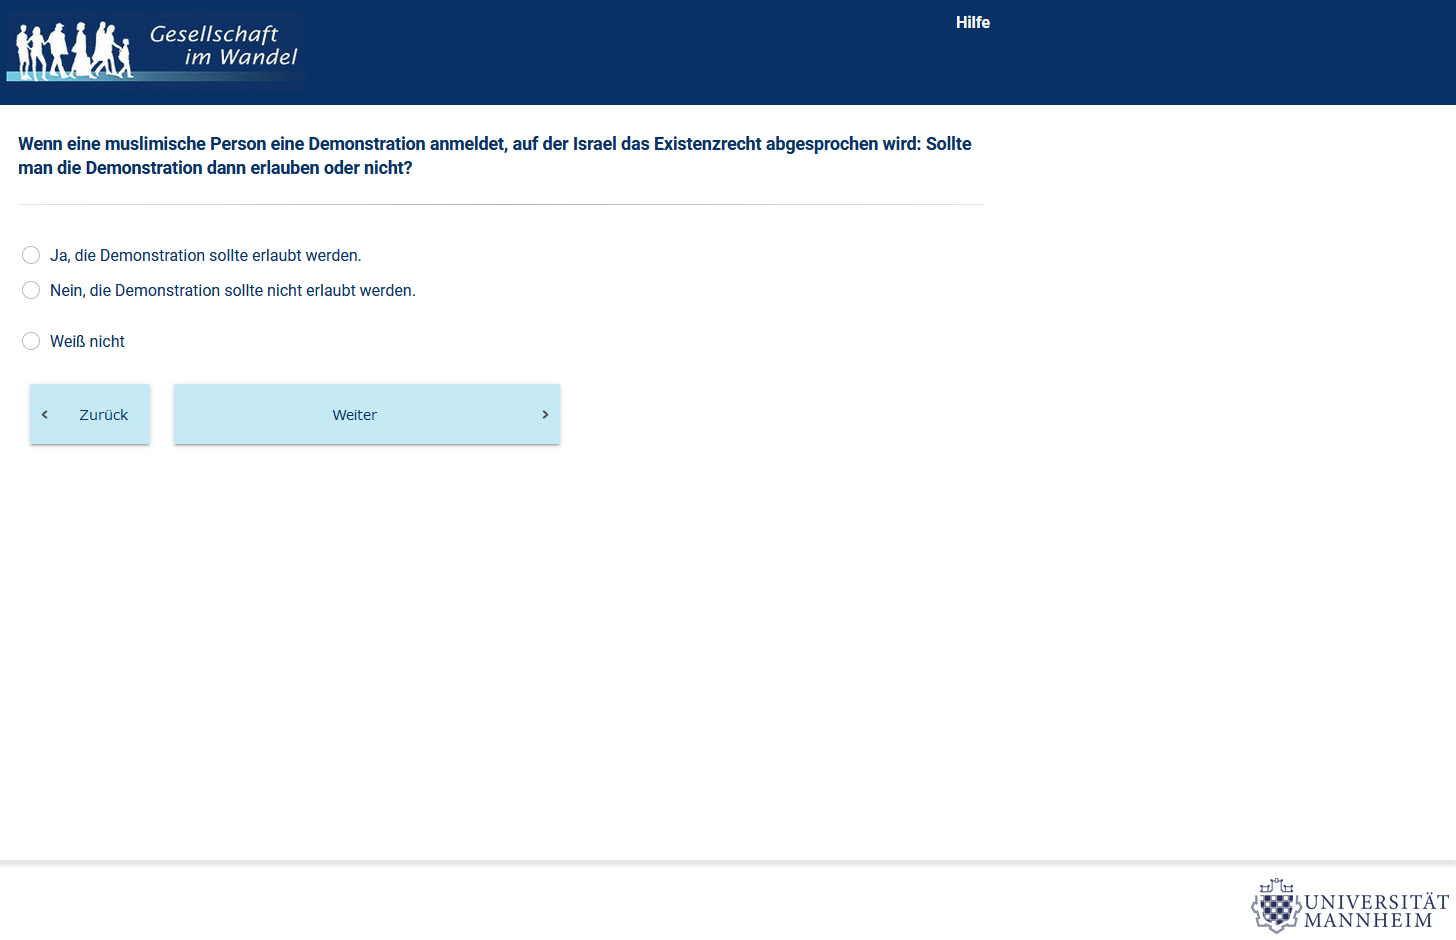 Gesellschaft
im Wandel
Hilfe
Wenn eine muslimische Person eine Demonstration anmeldet, auf der Israel das Existenzrecht abgesprochen wird: Sollte
man die Demonstration dann erlauben oder nicht?
Ja, die Demonstration sollte erlaubt werden.
Nein, die Demonstration sollte nicht erlaubt werden.
Weiß nicht
Zurück
Weiter
UNIVERSITÄT
MANNHEIM